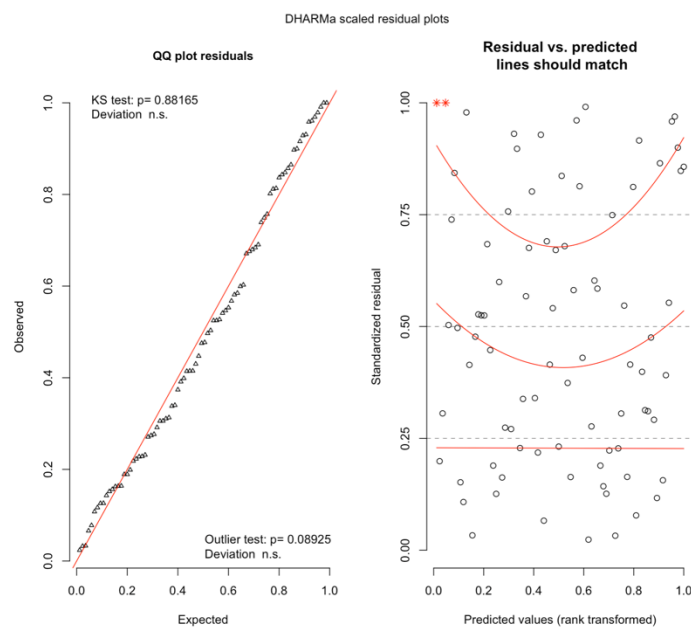 DHARMa scaled residual plots
QQ plot residuals
KS test: p= 0.88165
Deviation n.s.
Outlier test: p= 0.08925
Deviation n.s.
Observed
0.0 0.2 0.4 0.6 0.8 1.0
0.0 0.2 0.4 0.6 0.8 1.0
Expected
Residual vs. predicted
lines should match
Standardized residual
0.00 0.25 0.50 0.75 1.00
0.0 0.2 0.4 0.6 0.8 1.0
Predicted values (rank transformed)